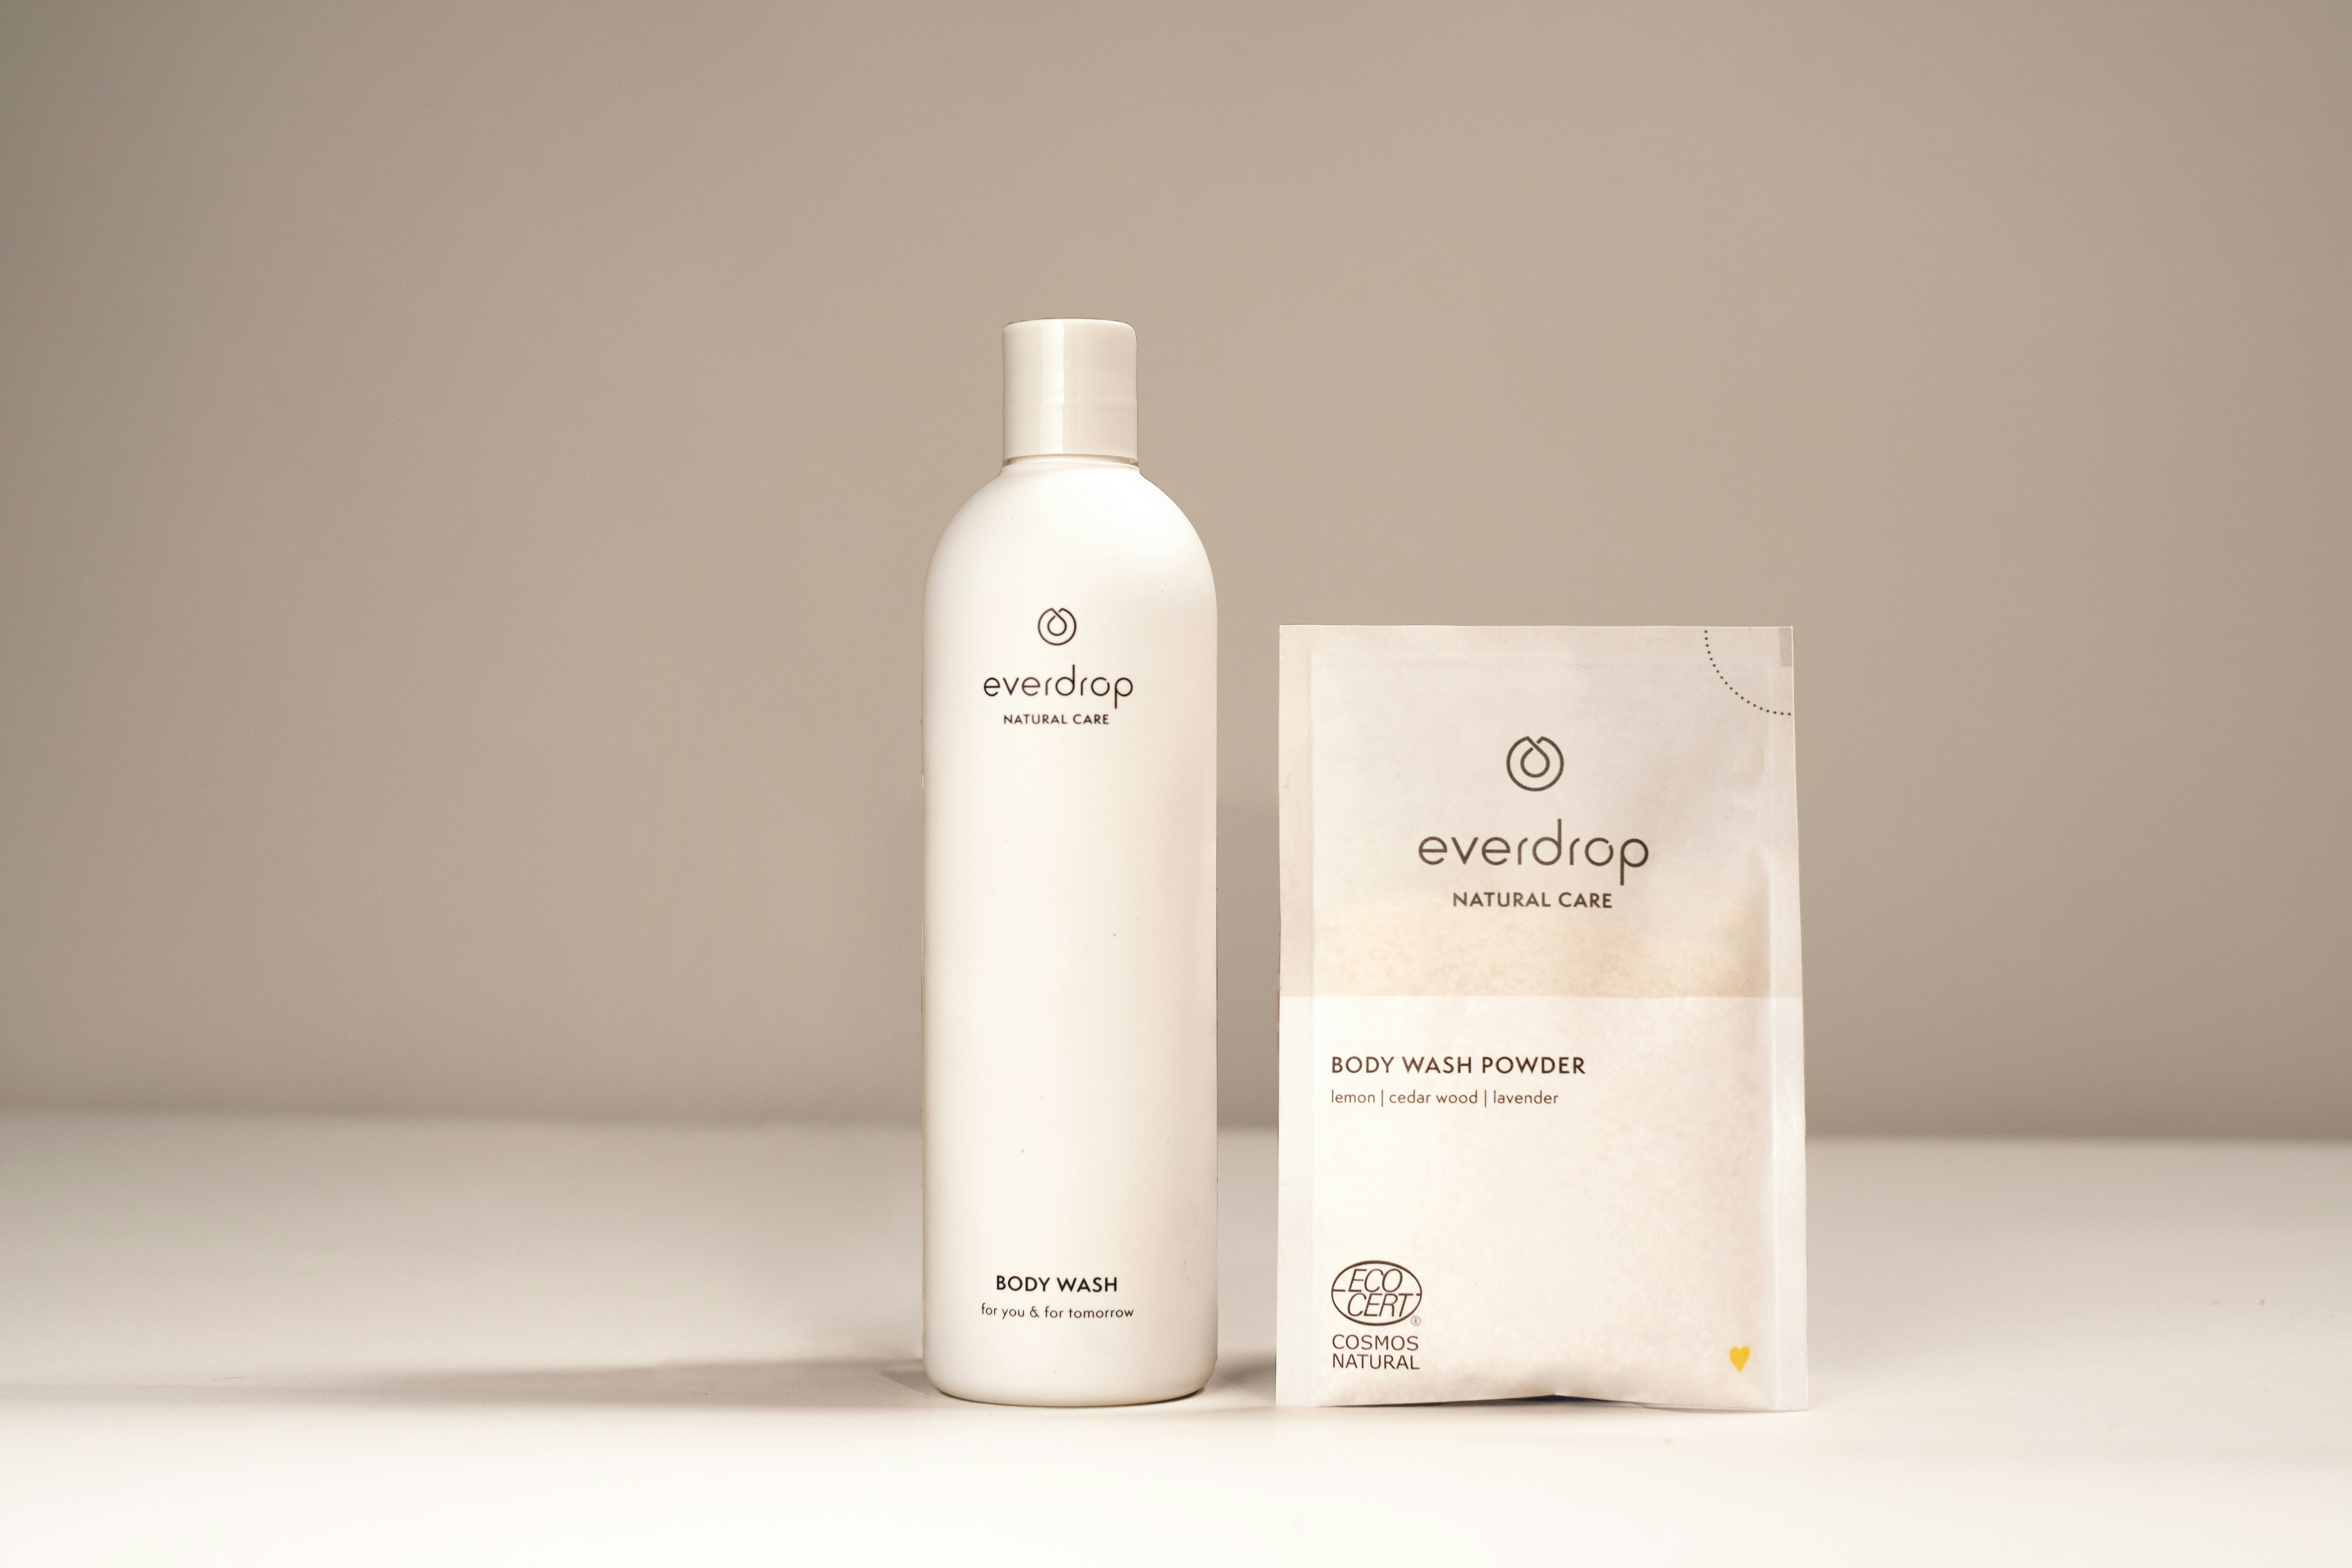 everdrop
NATURAL CARE
BODY WASH
for you & for tomorrow
everdrop
NATURAL CARE
BODY WASH POWDER
lemon | cedar wood | lavender
ECO
CERT
®
COSMOS
NATURAL